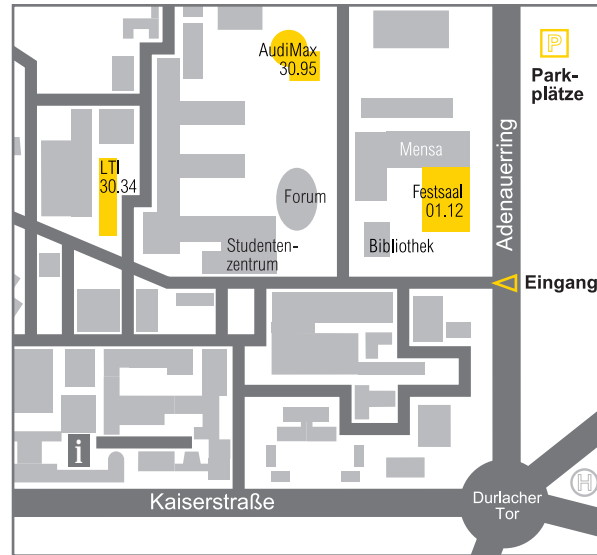 AudiMax
30.95
P
Park-
plätze
Mensa
Adenauerring
LTI
30.34
Forum
Festsaal
01.12
Studenten-
zentrum
Bibliothek
Eingang
i
H
Kaiserstraße
Durlacher
Tor